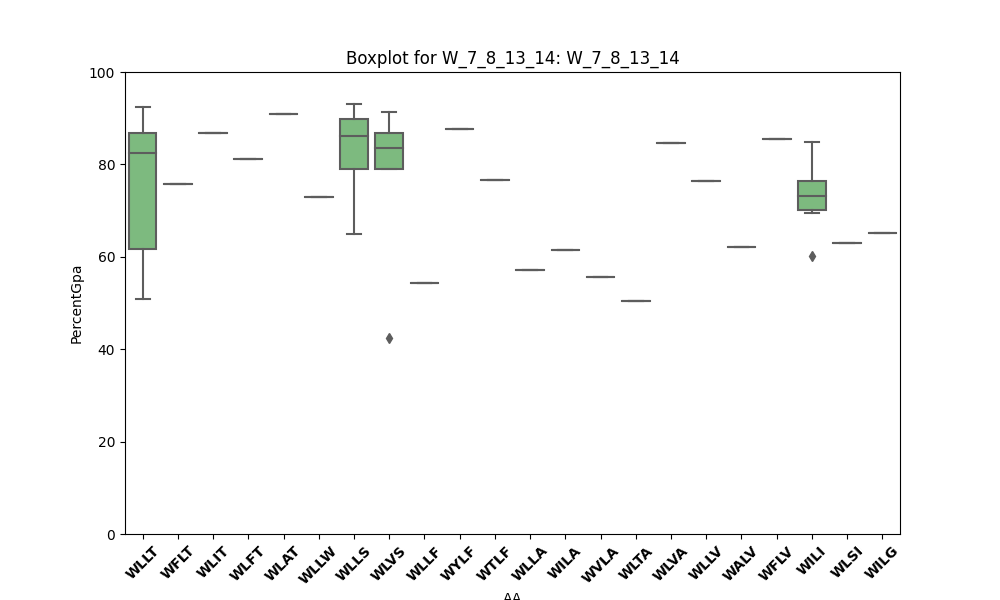 Boxplot for W_7_8_13_14: W_7_8_13_14
100
80
60
40
20
0
PercentGpa
WLLT
WFLT
WLIT
WLFT
WLAT
WLLW
WLLS
WLVS
WLLF
WYLF
WTLF
WLLA
WILA
WVLA
WLTA
WLVA
WLLV
WALV
WFLV
WILI
WLSI
WILG
AA